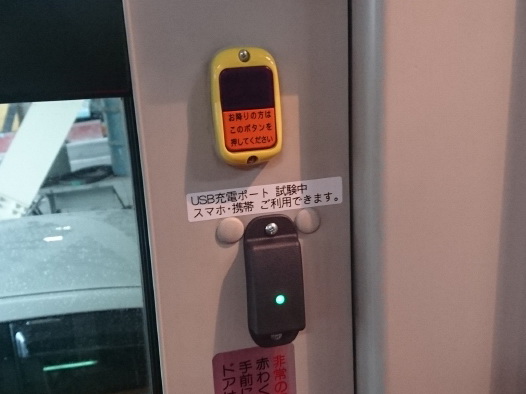 お降りの方は
このボタンを
押してください
USB充電ポート 試験中
スマホ・携帯 ご利用できます。
非常の
赤わく
手前に
ドアは